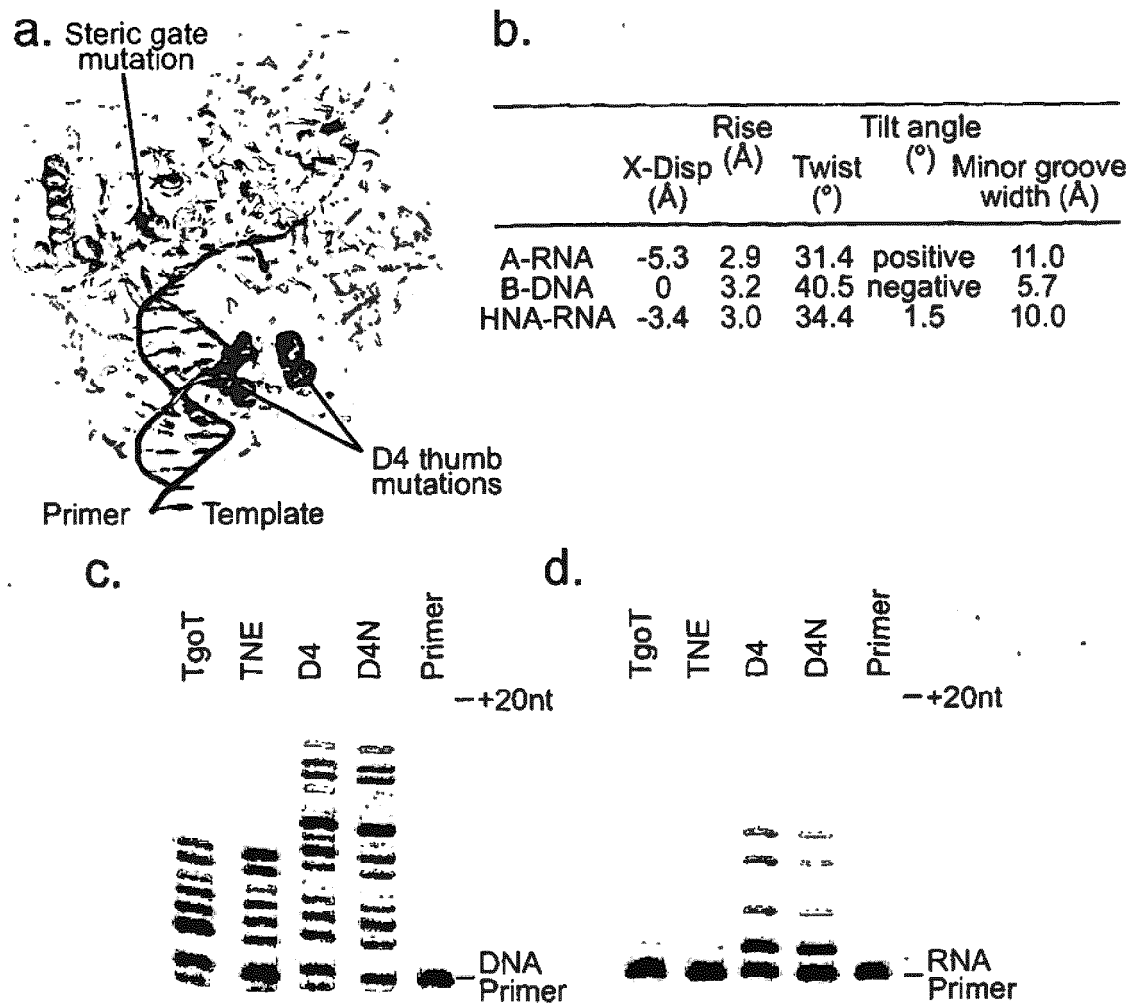 a.
Steric gate
mutation
D4 thumb
mutations
Primer
Template
b.
X-Disp (Å) Rise (Å) Twist (°) Tilt angle (°) Minor groove width (Å)
A-RNA -5.3 2.9 31.4 positive 11.0
B-DNA 0 3.2 40.5 negative 5.7
HNA-RNA -3.4 3.0 34.4 1.5 10.0
c.
TgoT TNE D4 D4N Primer
+20nt
DNA
Primer
d.
TgoT TNE D4 D4N Primer
+20nt
RNA
Primer